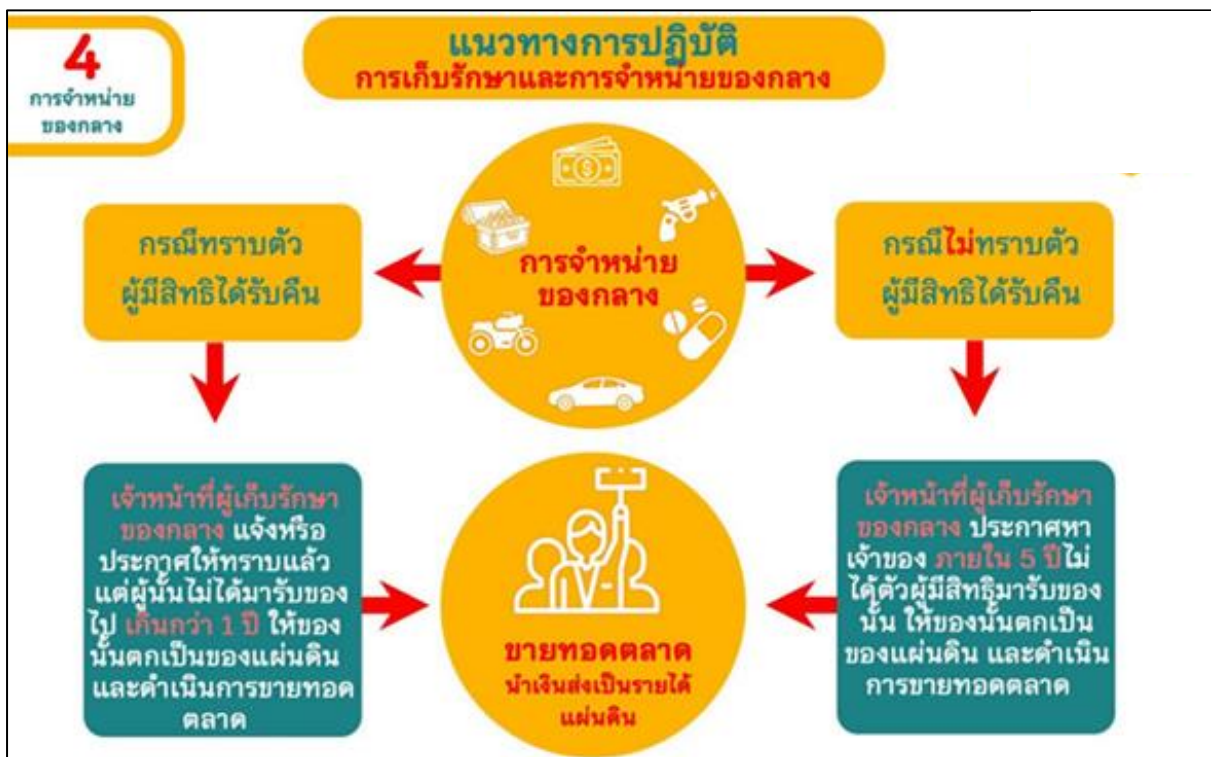 4
การจำหน่าย
ของกลาง
แนวทางการปฏิบัติ
การเก็บรักษาและการจำหน่ายของกลาง
กรณีทราบตัว
ผู้มีสิทธิได้รับคืน
การจำหน่าย
ของกลาง
กรณีไม่ทราบตัว
ผู้มีสิทธิได้รับคืน
เจ้าหน้าที่ผู้เก็บรักษา
ของกลาง แจ้งหรือ
ประกาศให้ทราบแล้ว
แต่ผู้นั้นไม่ได้มารับของ
ไป เกินกว่า 1 ปี ให้ของ
นั้นตกเป็นของแผ่นดิน
และดำเนินการขายทอด
ตลาด
ขายทอดตลาด
นำเงินส่งเป็นรายได้
แผ่นดิน
เจ้าหน้าที่ผู้เก็บรักษา
ของกลาง ประกาศหา
เจ้าของ ภายใน 5 ปีไม่
ได้ตัวผู้มีสิทธิมารับของ
นั้น ให้ของนั้นตกเป็น
ของแผ่นดิน และดำเนิน
การขายทอดตลาด